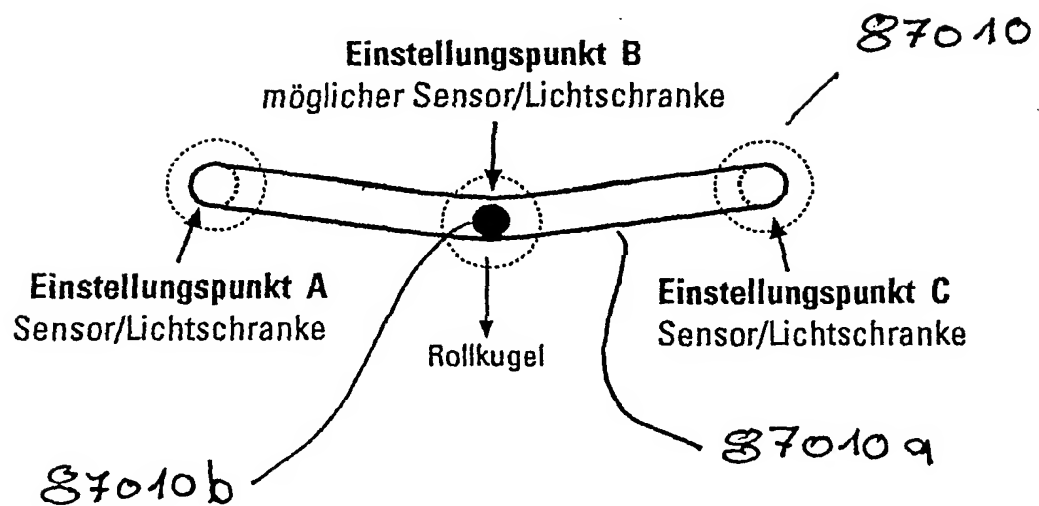 87010
Einstellungspunkt B
möglicher Sensor/Lichtschranke
Einstellungspunkt A
Sensor/Lichtschranke
Einstellungspunkt C
Sensor/Lichtschranke
Rollkugel
87010a
87010b